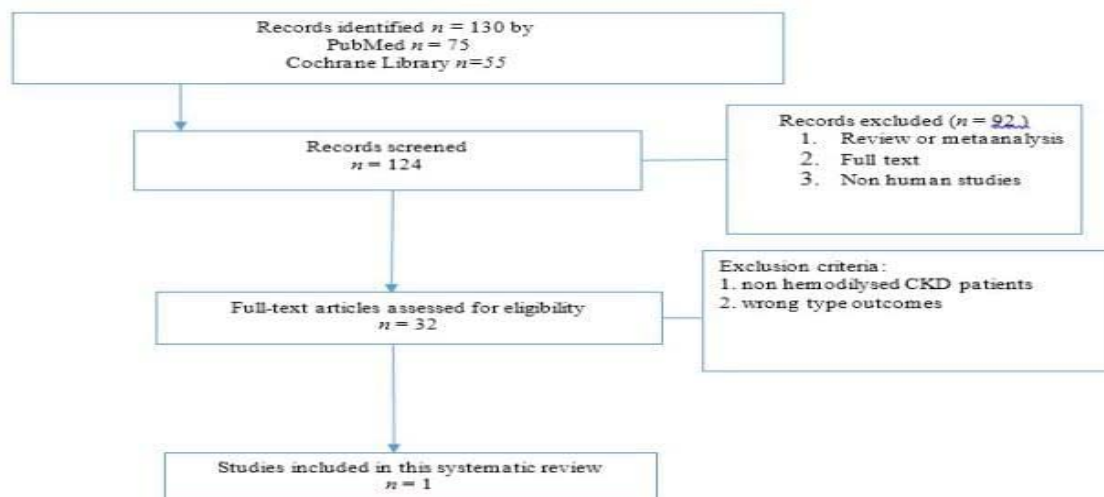 Records identified n = 130 by
PubMed n = 75
Cochrane Library n=55
Records screened
n = 124
Records excluded (n = 92 )
1. Review or metaanalysis
2. Full text
3. Non human studies
Full-text articles assessed for eligibility
n = 32
Exclusion criteria:
1. non hemodilysed CKD patients
2. wrong type outcomes
Studies included in this systematic review
n = 1